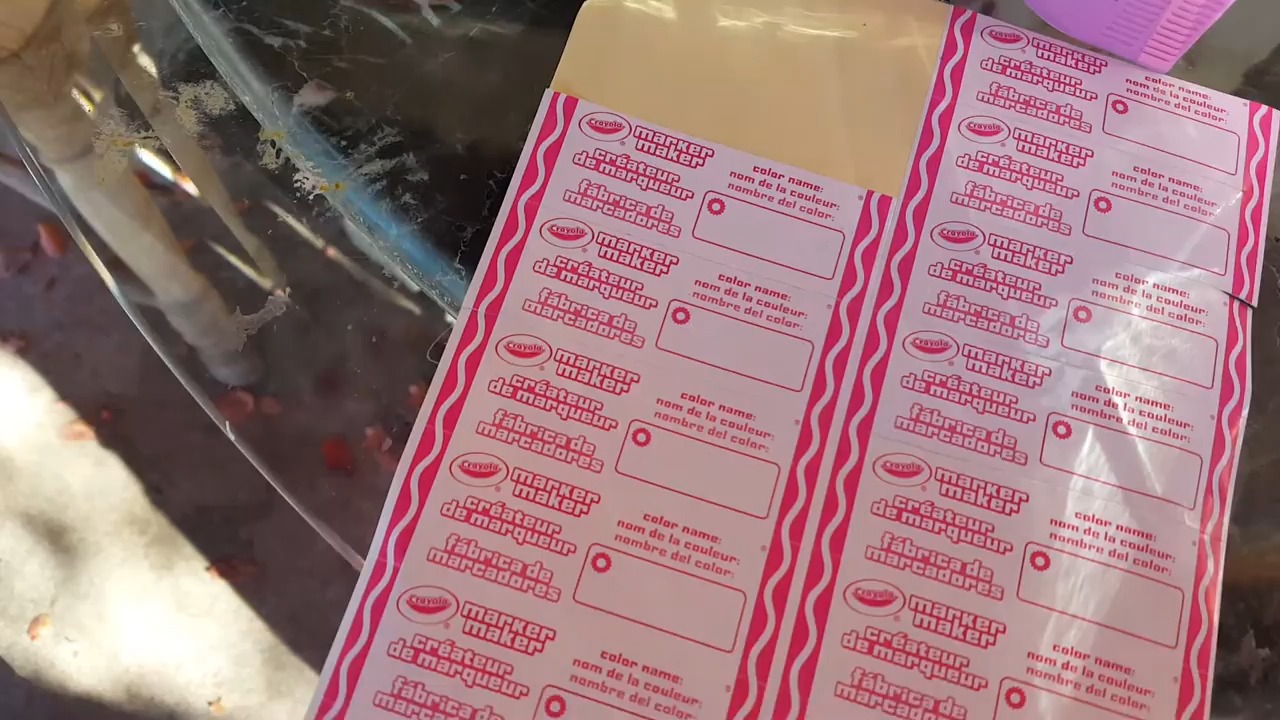 Crayola
marker
maker
créateur
de marqueur
fábrica de
marcadores
color name:
nom de la couleur:
nombre del color:
Crayola
marker
maker
créateur
de marqueur
fábrica de
marcadores
color name:
nom de la couleur:
nombre del color:
Crayola
marker
maker
créateur
de marqueur
fábrica de
marcadores
color name:
nom de la couleur:
nombre del color:
Crayola
marker
maker
créateur
de marqueur
fábrica de
marcadores
color name:
nom de la couleur:
nombre del color:
Crayola
marker
maker
créateur
de marqueur
fábrica de
marcadores
color name:
nom de la couleur:
nombre del color:
Crayola
marker
maker
créateur
de marqueur
fábrica de
marcadores
color name:
nom de la couleur:
nombre del color:
Crayola
marker
maker
créateur
de marqueur
fábrica de
marcadores
color name:
nom de la couleur:
nombre del color:
Crayola
marker
maker
créateur
de marqueur
fábrica de
marcadores
color name:
nom de la couleur:
nombre del color:
Crayola
marker
maker
créateur
de marqueur
fábrica de
marcadores
color name:
nom de la couleur:
nombre del color:
Crayola
marker
maker
créateur
de marqueur
fábrica de
marcadores
color name:
nom de la couleur:
nombre del color:
Crayola
marker
maker
créateur
de marqueur
fábrica de
marcadores
color name:
nom de la couleur:
nombre del color: